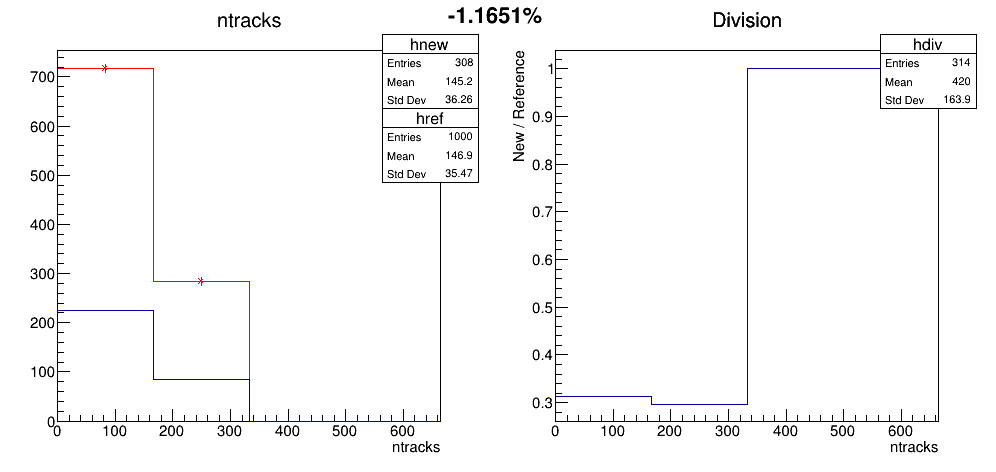 -1.1651%
ntracks
hnew
Entries 308
Mean 145.2
Std Dev 36.26
href
Entries 1000
Mean 146.9
Std Dev 35.47
700
600
500
400
300
200
100
0
0 100 200 300 400 500 600
ntracks
Division
hdiv
Entries 314
Mean 420
Std Dev 163.9
New / Reference
1
0.9
0.8
0.7
0.6
0.5
0.4
0.3
0 100 200 300 400 500 600
ntracks